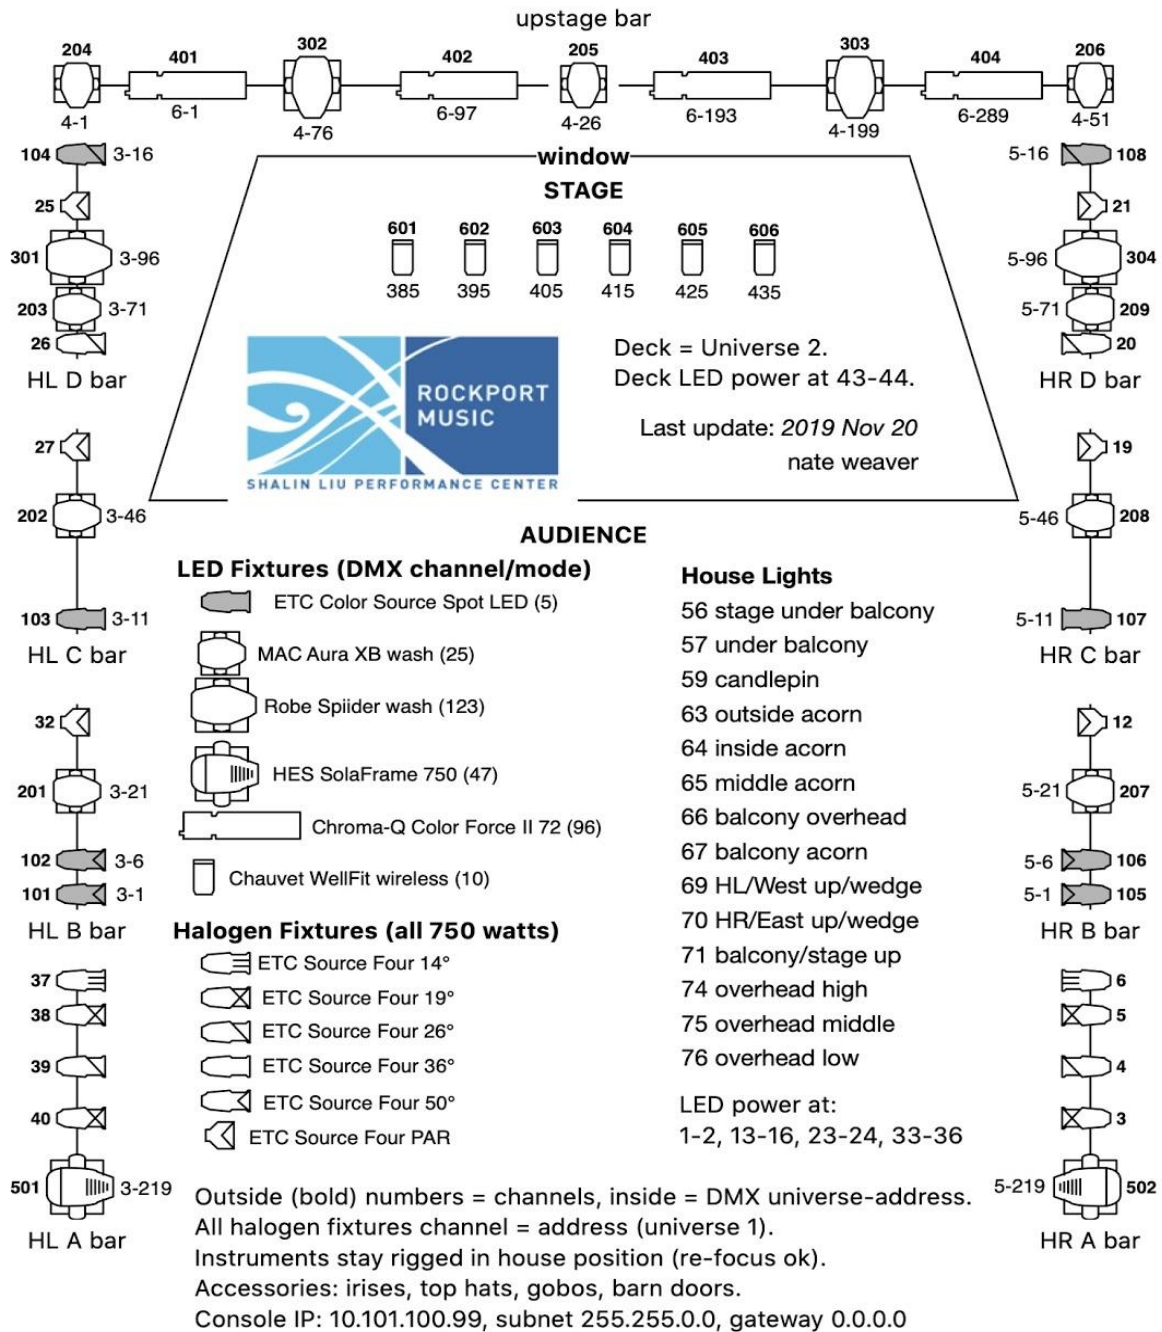 upstage bar
204 401 302 402 205 403 303 404 206
4-1 6-1 4-76 6-97 4-26 6-193 4-199 6-289 4-51
104 3-16
window
5-16 108
STAGE
25
21
601 602 603 604 605 606
301 3-96
5-96 304
385 395 405 415 425 435
203 3-71
5-71 209
26
20
HL D bar
HR D bar
ROCKPORT
MUSIC
SHALIN LIU PERFORMANCE CENTER
Deck = Universe 2.
Deck LED power at 43-44.
Last update: 2019 Nov 20
nate weaver
27
19
202 3-46
5-46 208
103 3-11
5-11 107
HL C bar
HR C bar
AUDIENCE
LED Fixtures (DMX channel/mode)
ETC Color Source Spot LED (5)
MAC Aura XB wash (25)
Robe Spiider wash (123)
HES SolaFrame 750 (47)
Chroma-Q Color Force II 72 (96)
Chauvet WellFit wireless (10)
Halogen Fixtures (all 750 watts)
ETC Source Four 14°
ETC Source Four 19°
ETC Source Four 26°
ETC Source Four 36°
ETC Source Four 50°
ETC Source Four PAR
House Lights
56 stage under balcony
57 under balcony
59 candlepin
63 outside acorn
64 inside acorn
65 middle acorn
66 balcony overhead
67 balcony acorn
69 HL/West up/wedge
70 HR/East up/wedge
71 balcony/stage up
74 overhead high
75 overhead middle
76 overhead low
LED power at:
1-2, 13-16, 23-24, 33-36
32
12
201 3-21
5-21 207
102 3-6
5-6 106
101 3-1
5-1 105
HL B bar
HR B bar
37
6
38
5
39
4
40
3
501 3-219
5-219 502
HL A bar
HR A bar
Outside (bold) numbers = channels, inside = DMX universe-address.
All halogen fixtures channel = address (universe 1).
Instruments stay rigged in house position (re-focus ok).
Accessories: irises, top hats, gobos, barn doors.
Console IP: 10.101.100.99, subnet 255.255.0.0, gateway 0.0.0.0